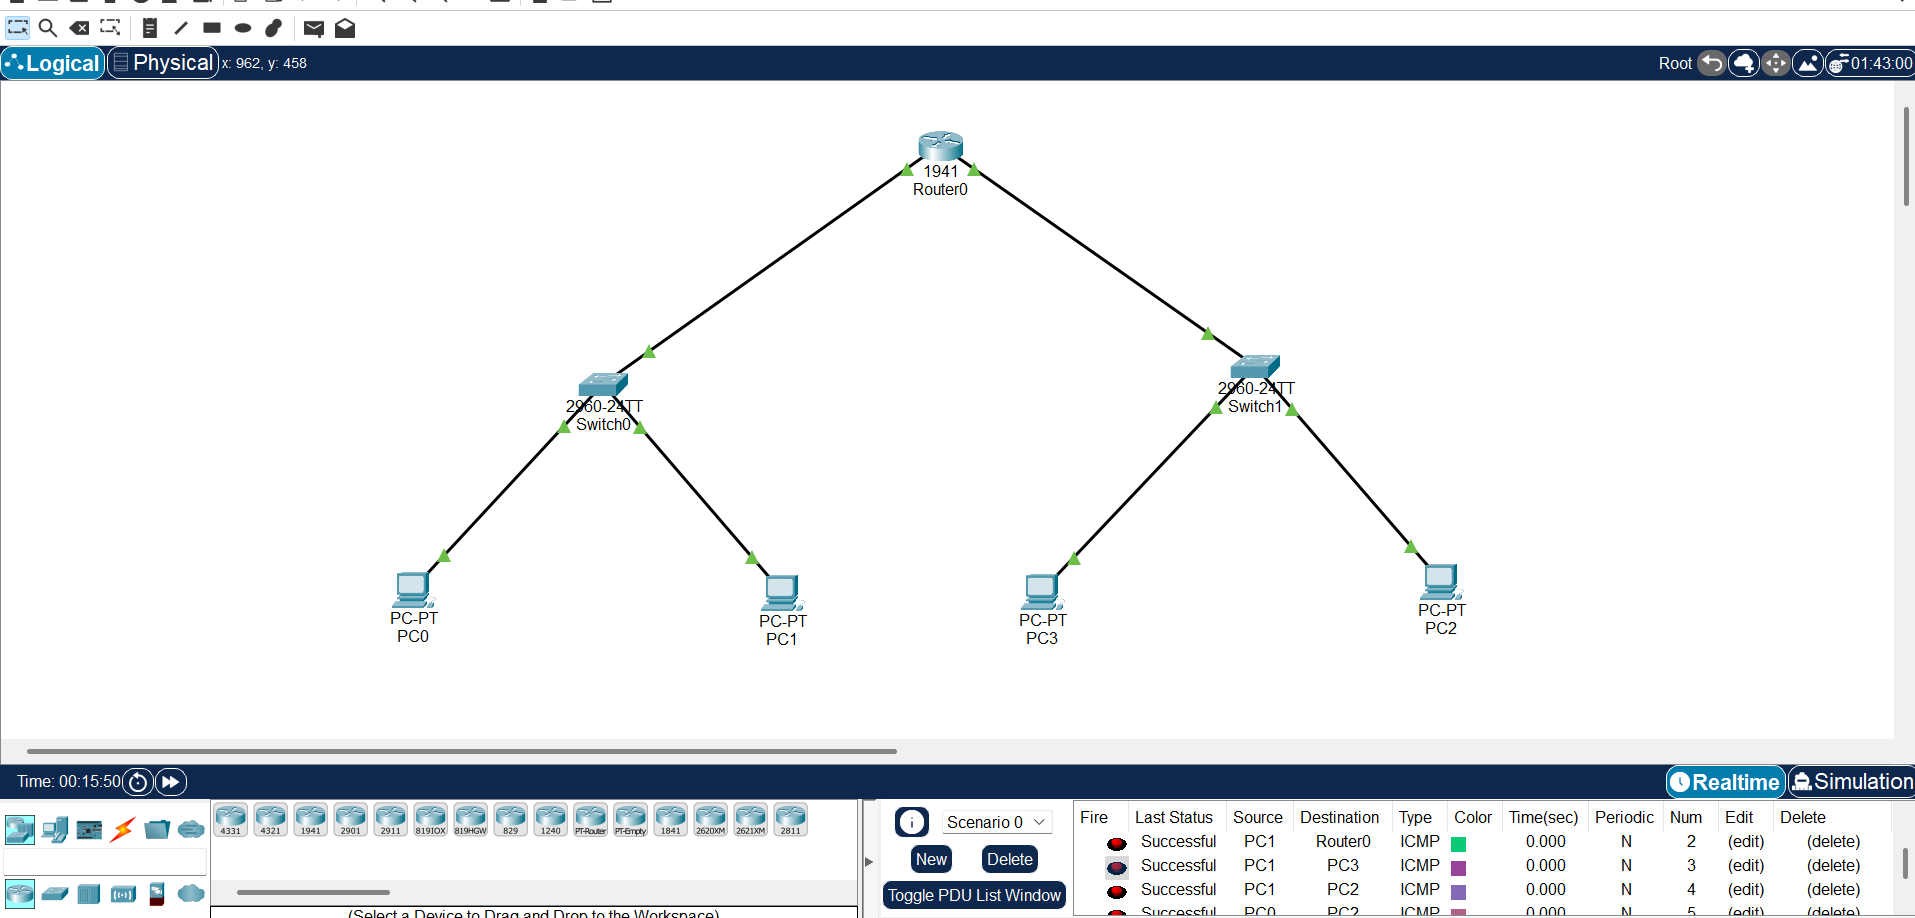 Logical Physical x: 962, y: 458 Root 01:43:00
1941
Router0
2960-24TT
Switch0
2960-24TT
Switch1
PC-PT
PC0
PC-PT
PC1
PC-PT
PC3
PC-PT
PC2
Time: 00:15:50 Realtime Simulation
4331 4321 1941 2901 2911 819IOX 819HGW 829 1240 PT-Router PT-Empty 1841 2620XM 2621XM 2811
(Select a Device to Drag and Drop to the Workspace)
Scenario 0
New Delete
Toggle PDU List Window
Fire Last Status Source Destination Type Color Time(sec) Periodic Num Edit Delete
Successful PC1 Router0 ICMP 0.000 N 2 (edit) (delete)
Successful PC1 PC3 ICMP 0.000 N 3 (edit) (delete)
Successful PC1 PC2 ICMP 0.000 N 4 (edit) (delete)
Successful PC0 PC2 ICMP 0.000 N 5 (edit) (delete)